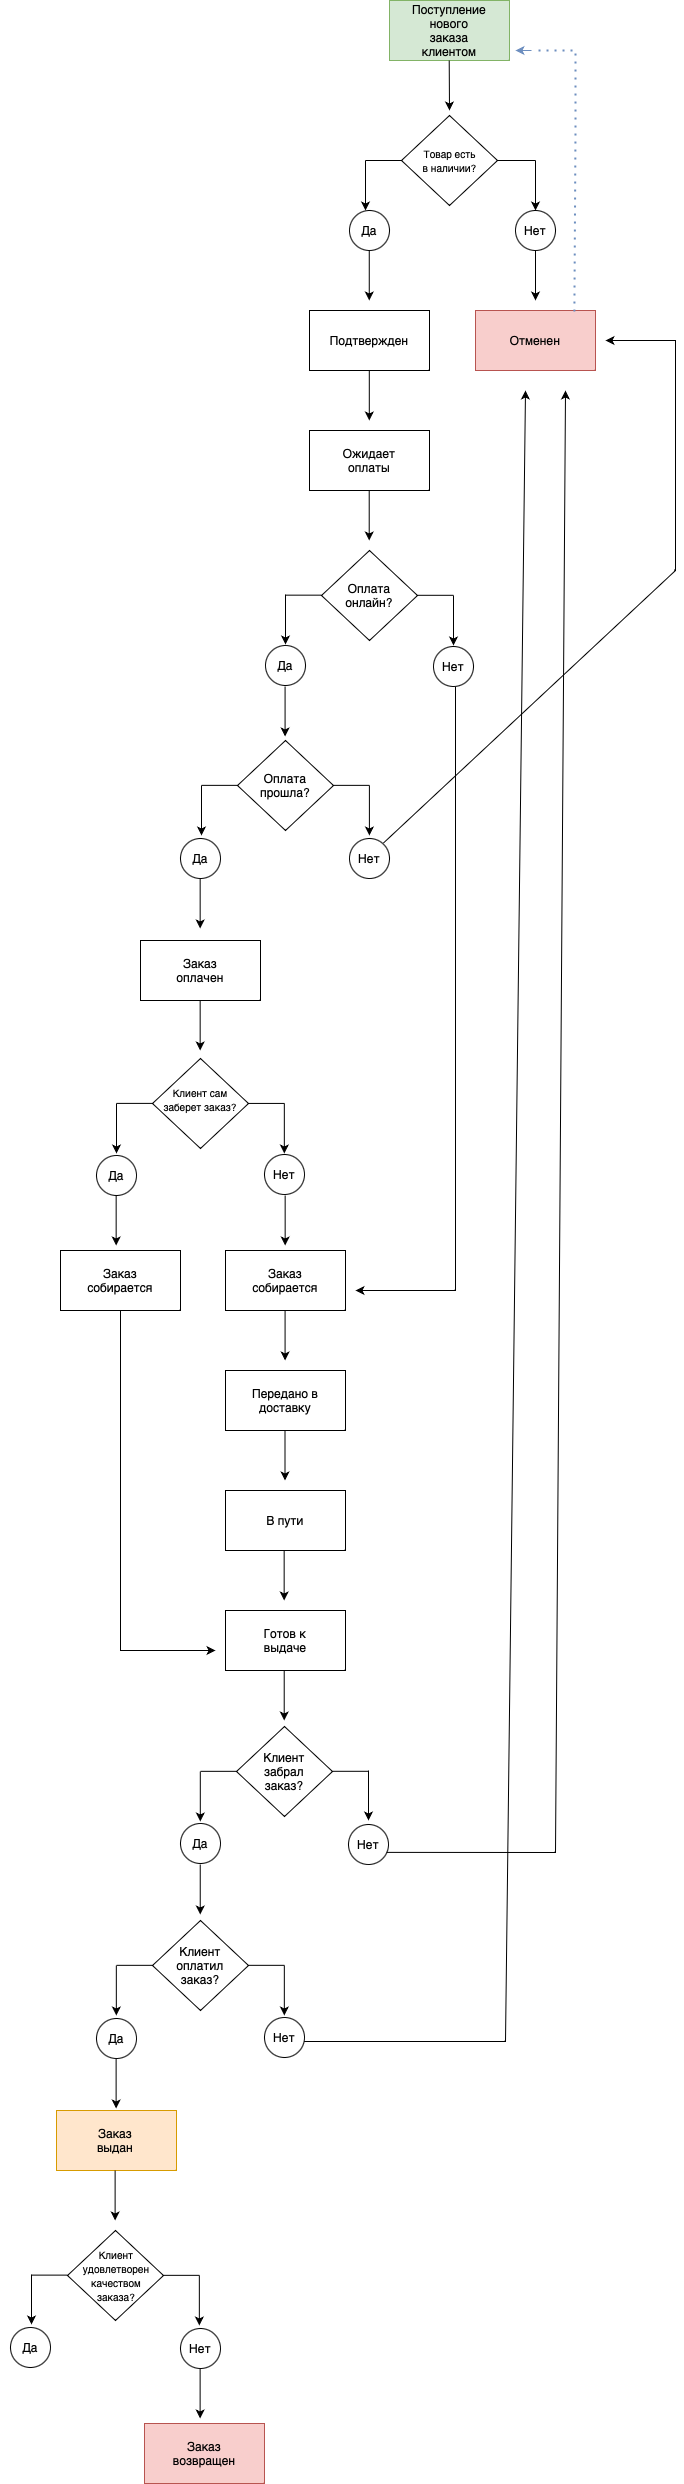 Поступление
нового
заказа
клиентом
Товар есть
в наличии?
Да
Нет
Подтвержден
Отменен
Ожидает
оплаты
Оплата
онлайн?
Да
Нет
Оплата
прошла?
Да
Нет
Заказ
оплачен
Клиент сам
заберет заказ?
Да
Нет
Заказ
собирается
Заказ
собирается
Передано в
доставку
В пути
Готов к
выдаче
Клиент
забрал
заказ?
Да
Нет
Клиент
оплатил
заказ?
Да
Нет
Заказ
выдан
Клиент
удовлетворен
качеством
заказа?
Да
Нет
Заказ
возвращен